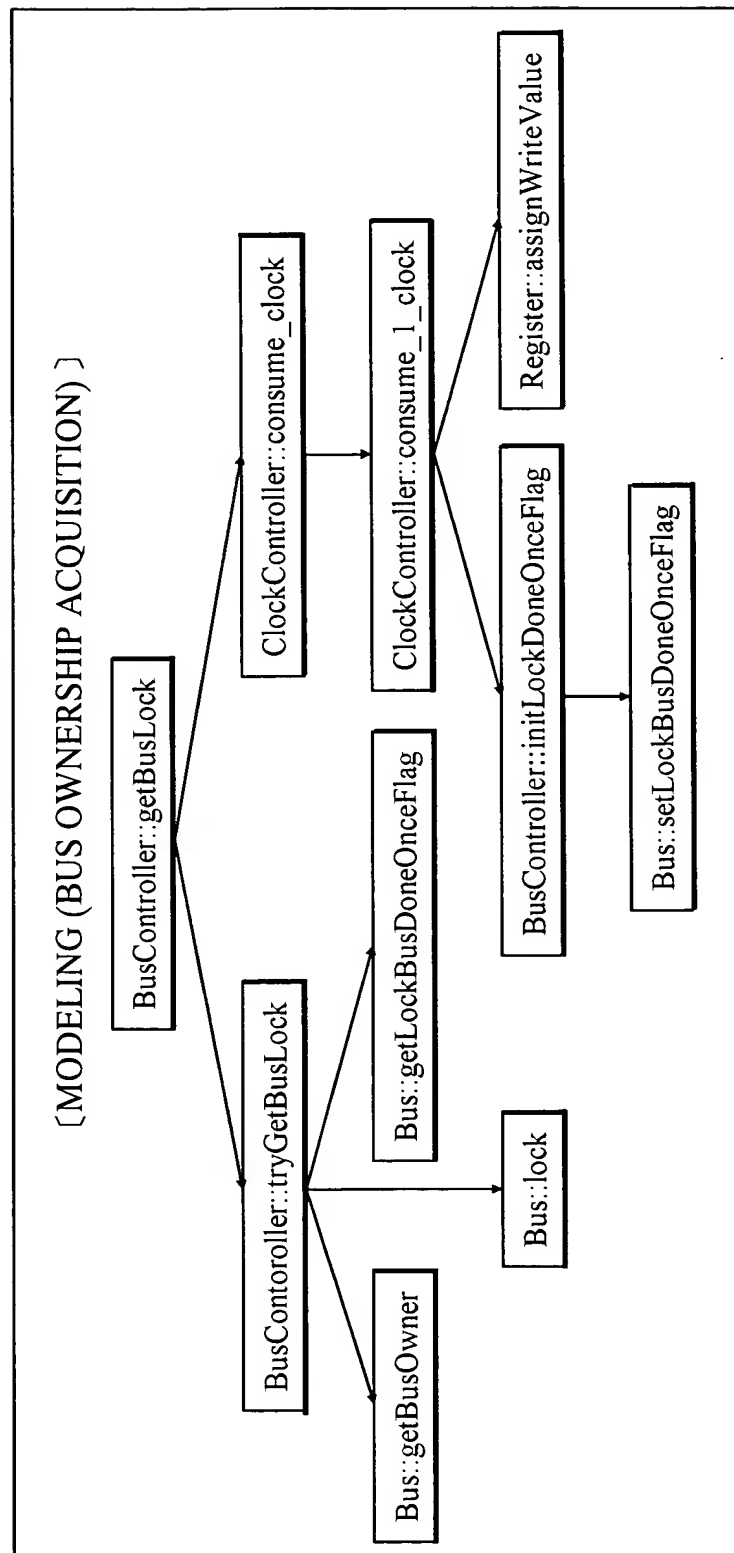 〔MODELING (BUS OWNERSHIP ACQUISITION) 〕
BusController::getBusLock
BusContoroller::tryGetBusLock
ClockController::consume_clock
Bus::getBusOwner
Bus::getLockBusDoneOnceFlag
ClockController::consume_1_clock
Bus::lock
BusController::initLockDoneOnceFlag
Register::assignWriteValue
Bus::setLockBusDoneOnceFlag